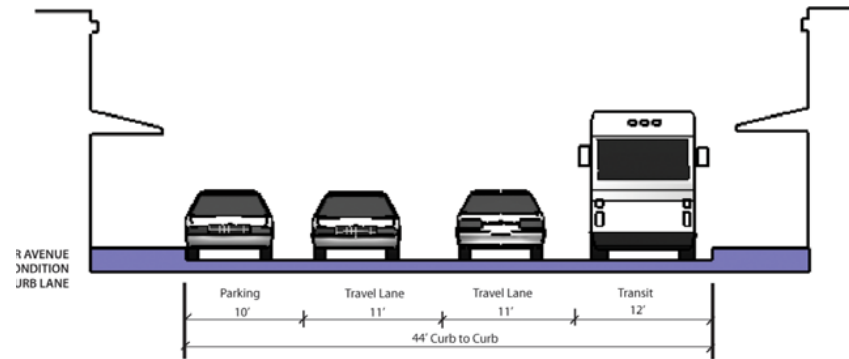 R AVENUE
ONDITION
URB LANE
Parking Travel Lane Travel Lane Transit
10' 11' 11' 12'
44' Curb to Curb